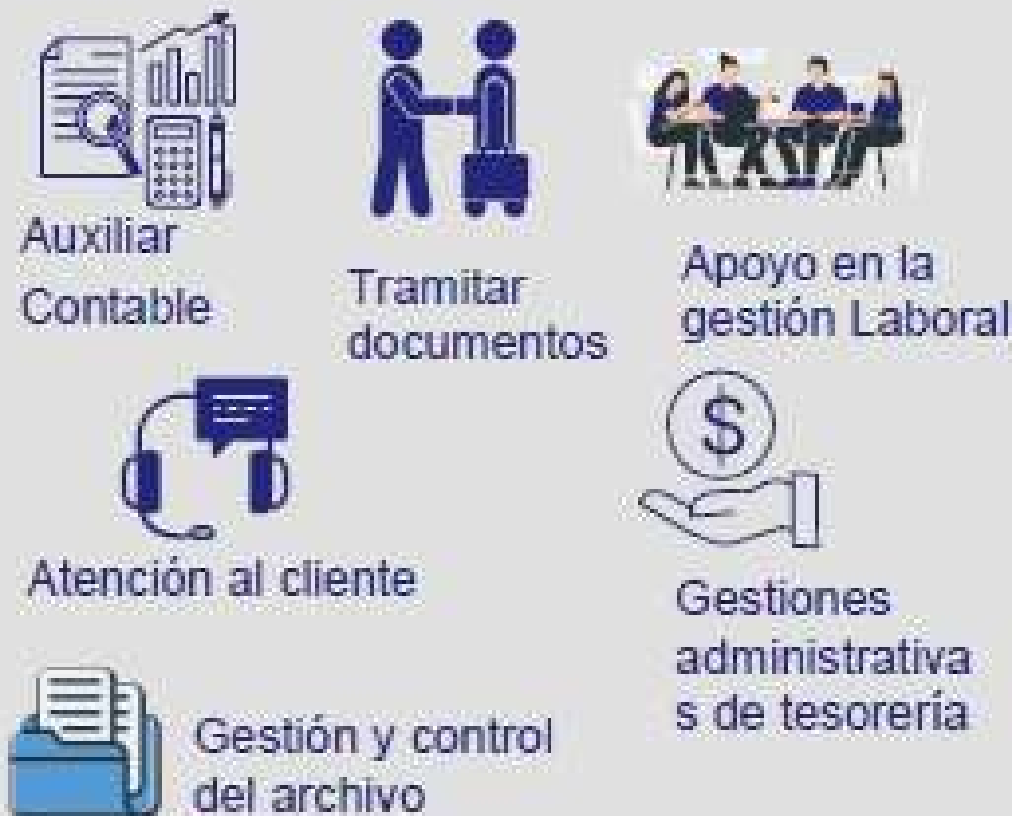 Auxiliar
Contable
Tramitar
documentos
Apoyo en la
gestión Laboral
$
Atención al cliente
Gestiones
administrativa
s de tesorería
Gestión y control
del archivo